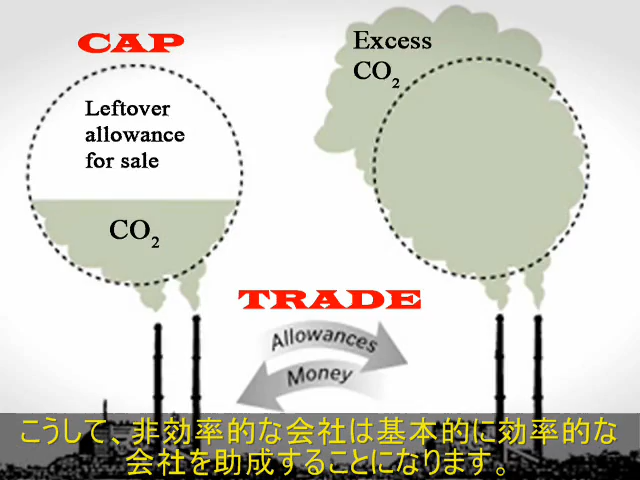 CAP
Leftover
allowance
for sale
CO₂
Excess
CO₂
TRADE
Allowances
Money
こうして、非効率的な会社は基本的に効率的な
会社を助成することになります。